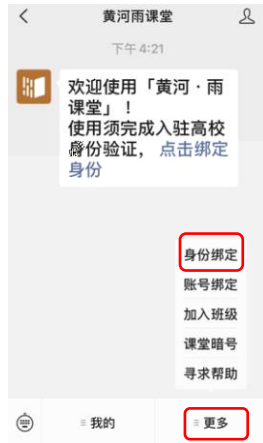 黄河雨课堂
下午 4:21
欢迎使用「黄河 · 雨
课堂」！
使用须完成入驻高校
身份验证， 点击绑定
身份
身份绑定
账号绑定
加入班级
课堂暗号
寻求帮助
我的
更多